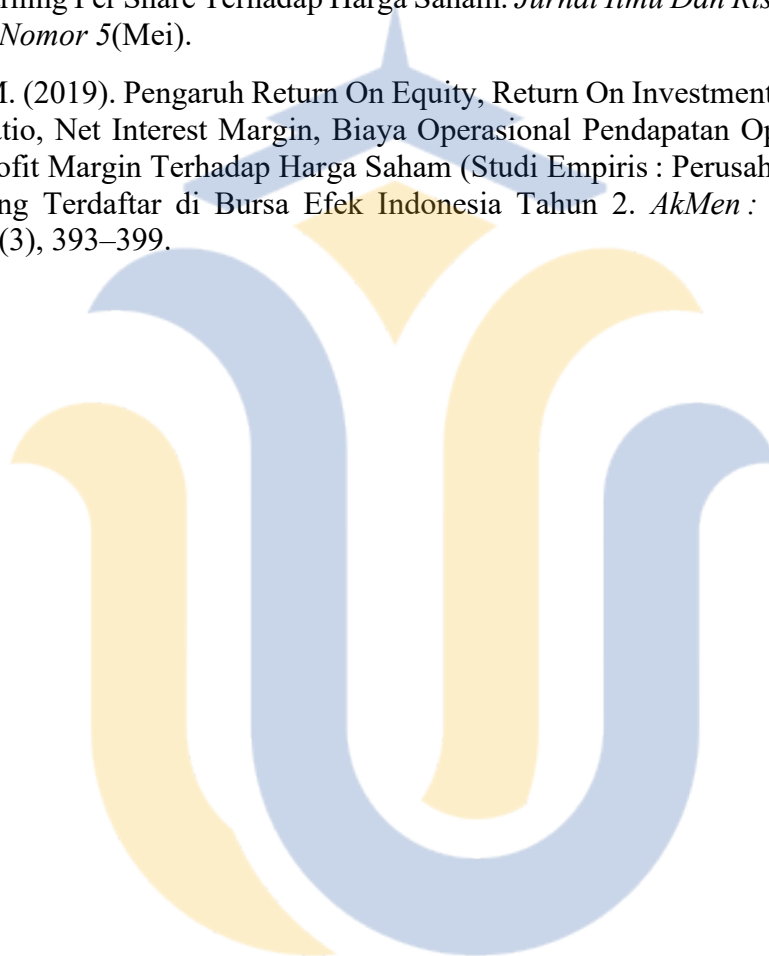 rning Per Share Terhadap Harga Saham. Jurnal Ilmu Dan Ris
Nomor 5(Mei).
M. (2019). Pengaruh Return On Equity, Return On Investment
atio, Net Interest Margin, Biaya Operasional Pendapatan Op
ofit Margin Terhadap Harga Saham (Studi Empiris : Perusah
ng Terdaftar di Bursa Efek Indonesia Tahun 2. AkMen :
(3), 393–399.